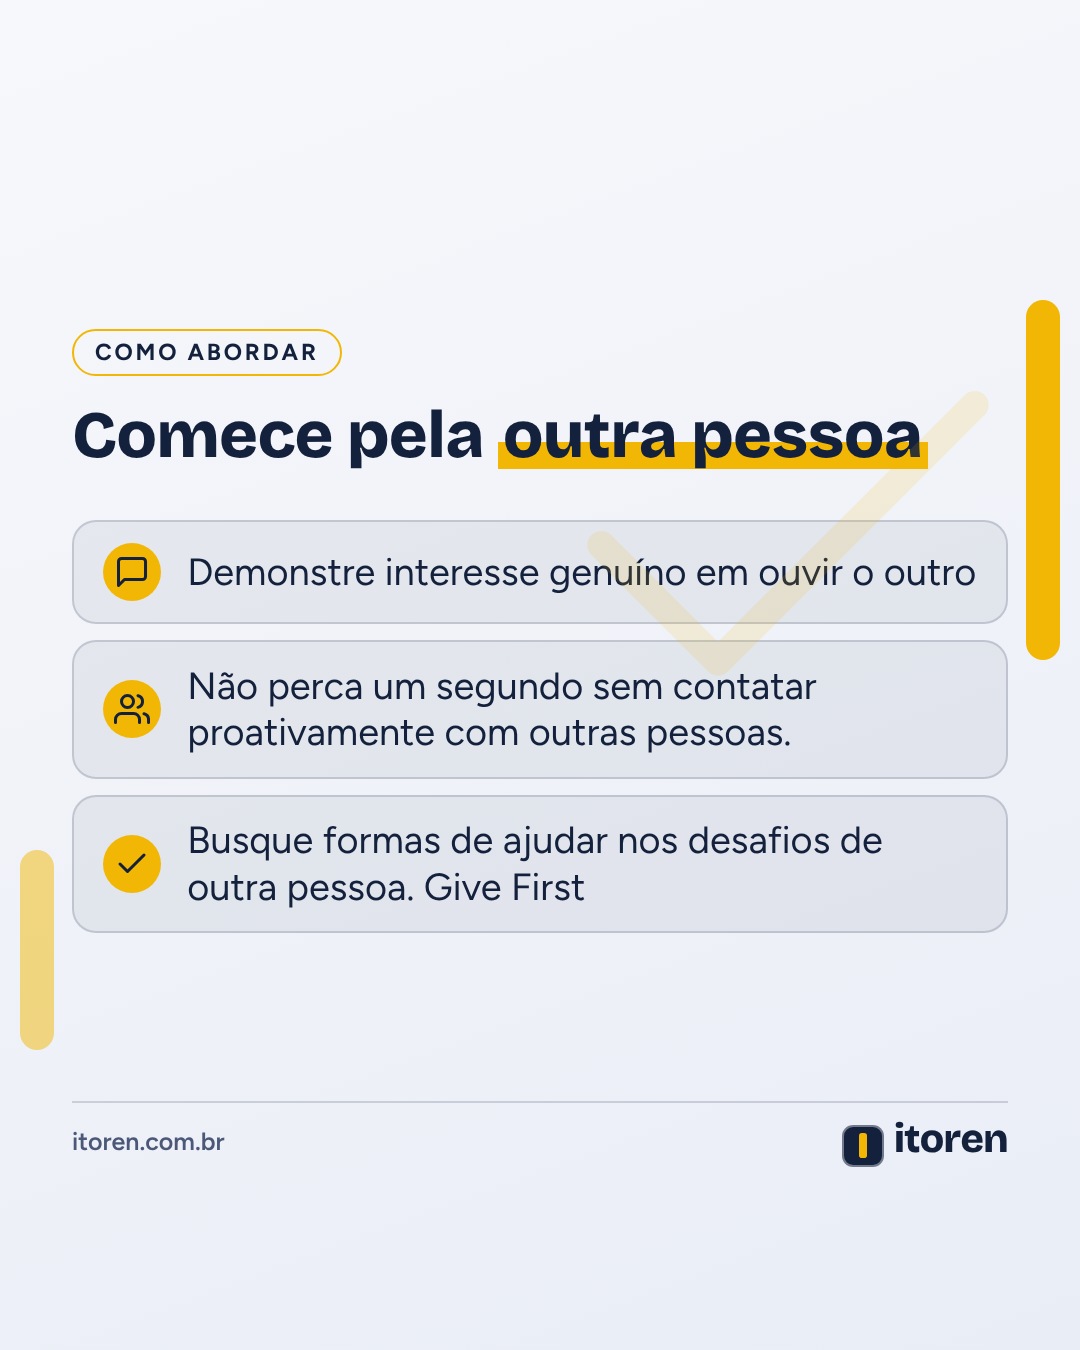 COMO ABORDAR
Comece pela outra pessoa
Demonstre interesse genuíno em ouvir o outro
Não perca um segundo sem contatar
proativamente com outras pessoas.
Busque formas de ajudar nos desafios de
outra pessoa. Give First
itoren.com.br
itoren